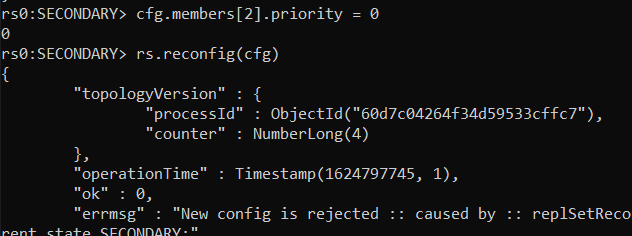 rs0:SECONDARY> cfg.members[2].priority = 0
0
rs0:SECONDARY> rs.reconfig(cfg)
{
"topologyVersion" : {
"processId" : ObjectId("60d7c04264f34d59533cffc7"),
"counter" : NumberLong(4)
},
"operationTime" : Timestamp(1624797745, 1),
"ok" : 0,
"errmsg" : "New config is rejected :: caused by :: replSetReco
rent state SECONDARY;"